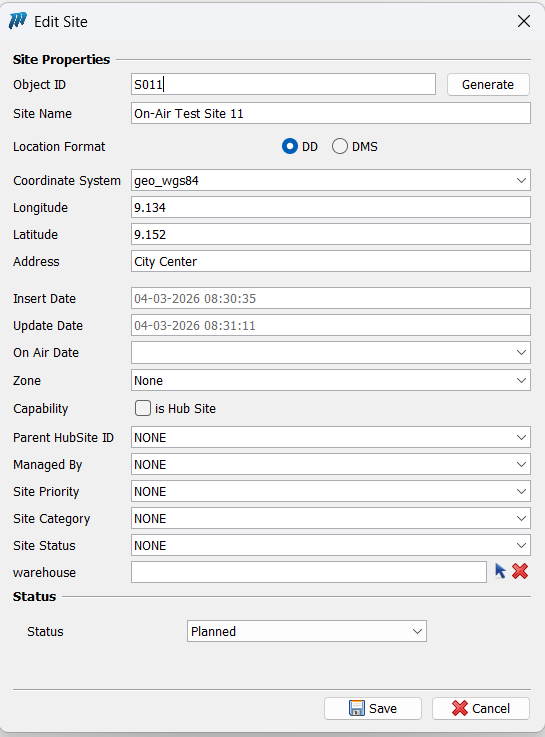 Edit Site
Site Properties
Object ID S011 Generate
Site Name On-Air Test Site 11
Location Format DD DMS
Coordinate System geo_wgs84
Longitude 9.134
Latitude 9.152
Address City Center
Insert Date 04-03-2026 08:30:35
Update Date 04-03-2026 08:31:11
On Air Date
Zone None
Capability is Hub Site
Parent HubSite ID NONE
Managed By NONE
Site Priority NONE
Site Category NONE
Site Status NONE
warehouse
Status
Status Planned
Save Cancel